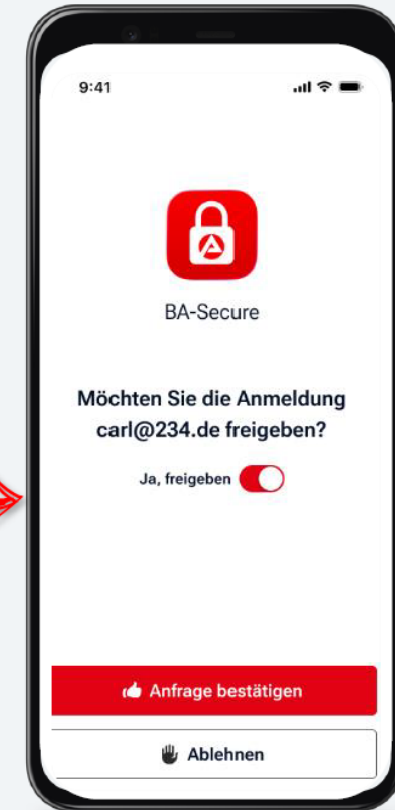 9:41
BA-Secure
Möchten Sie die Anmeldung
carl@234.de freigeben?
Ja, freigeben
Anfrage bestätigen
Ablehnen